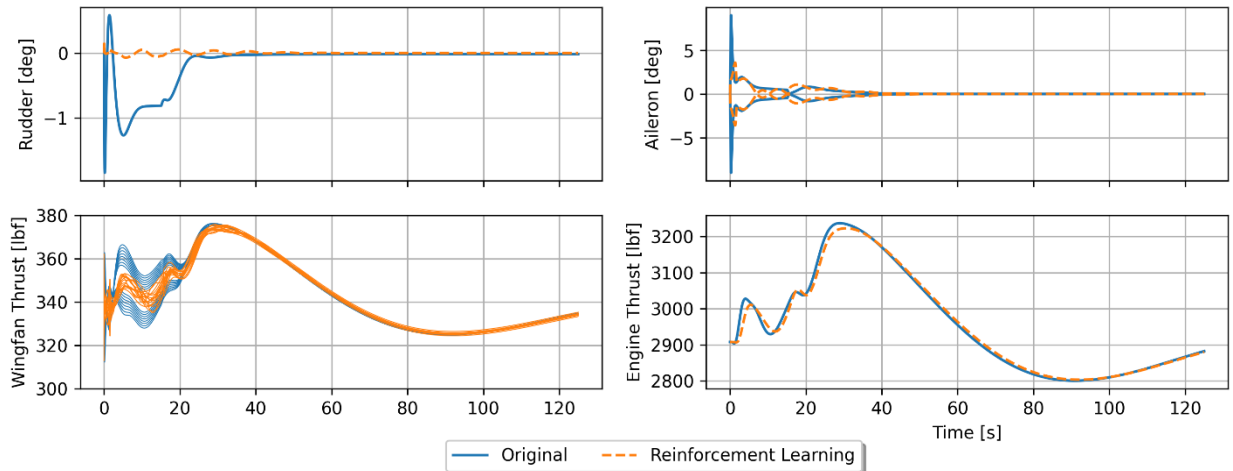 Rudder [deg]
0
−1
Aileron [deg]
5
0
−5
Wingfan Thrust [lbf]
380
360
340
320
300
0 20 40 60 80 100 120
Engine Thrust [lbf]
3200
3100
3000
2900
2800
0 20 40 60 80 100 120
Time [s]
Original
Reinforcement Learning